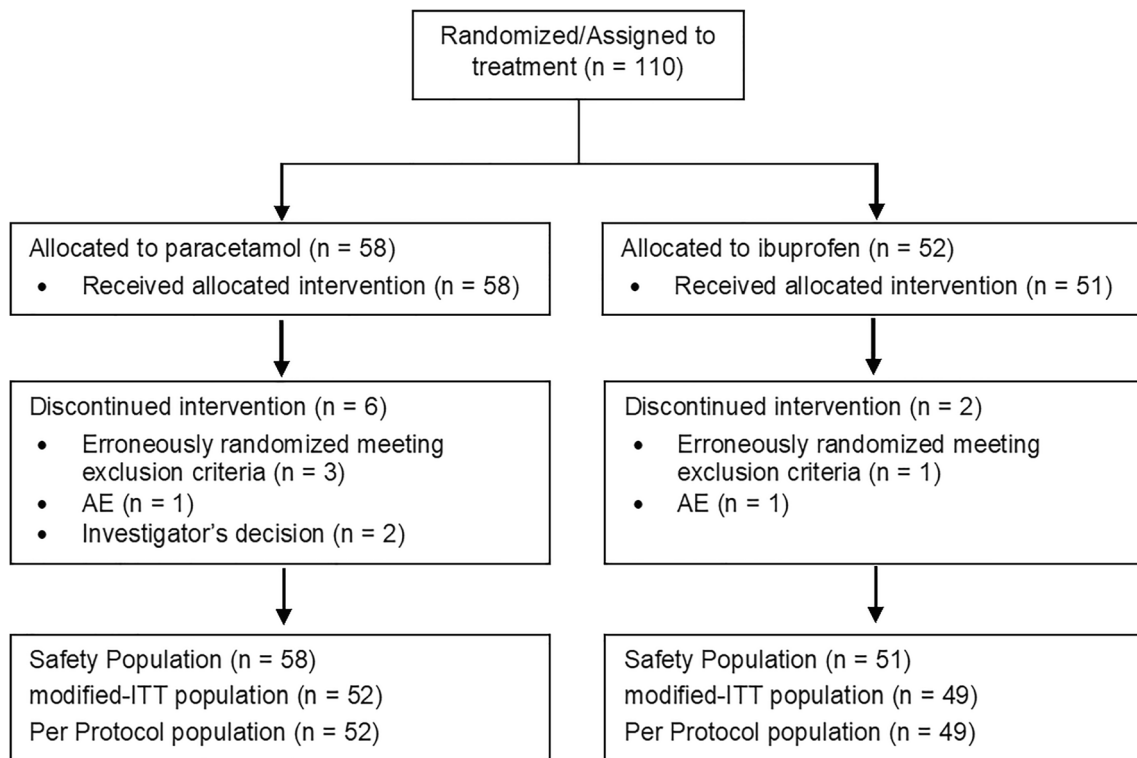 Randomized/Assigned to
treatment (n = 110)
Allocated to paracetamol (n = 58)
• Received allocated intervention (n = 58)
Allocated to ibuprofen (n = 52)
• Received allocated intervention (n = 51)
Discontinued intervention (n = 6)
• Erroneously randomized meeting
exclusion criteria (n = 3)
• AE (n = 1)
• Investigator’s decision (n = 2)
Discontinued intervention (n = 2)
• Erroneously randomized meeting
exclusion criteria (n = 1)
• AE (n = 1)
Safety Population (n = 58)
modified-ITT population (n = 52)
Per Protocol population (n = 52)
Safety Population (n = 51)
modified-ITT population (n = 49)
Per Protocol population (n = 49)